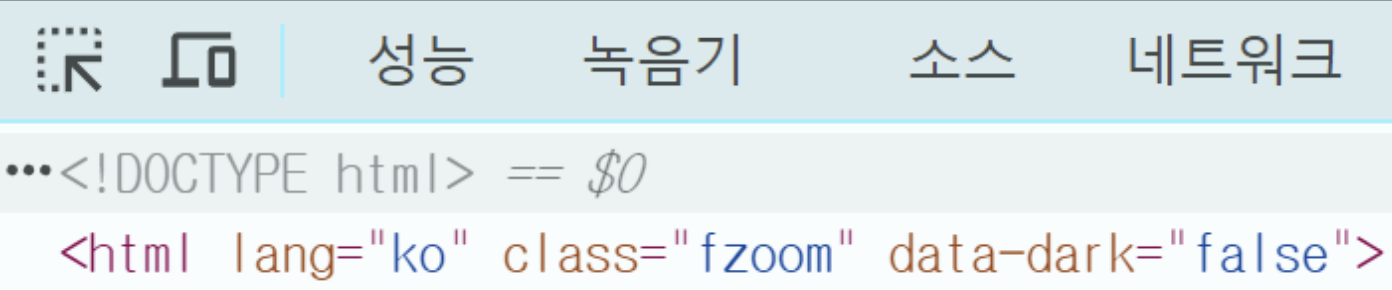 성능 녹음기 소스 네트워크
<!DOCTYPE html> == $0
<html lang="ko" class="fzoom" data-dark="false">